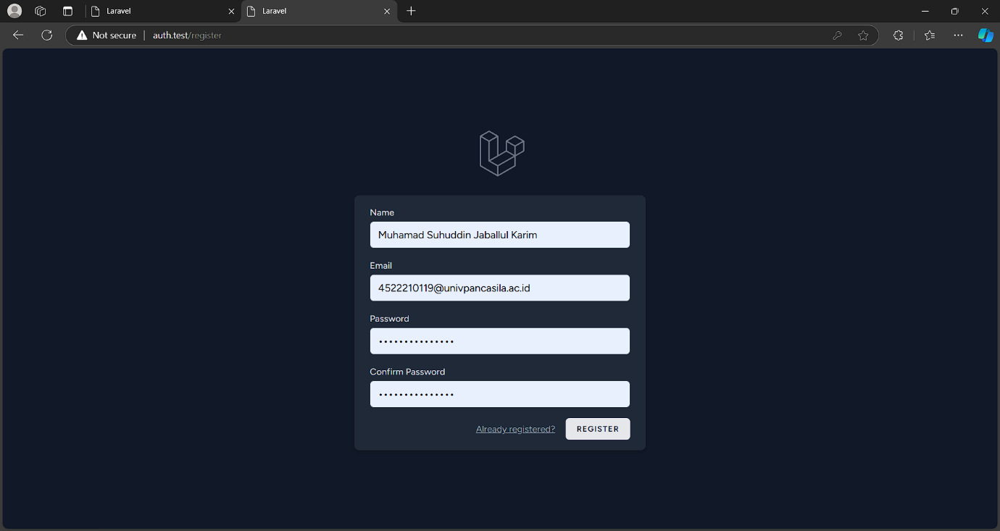 Laravel
Laravel
Not secure
auth.test/register
Name
Muhamad Suhuddin Jaballul Karim
Email
4522210119@univpancasila.ac.id
Password
•••••••••••••••
Confirm Password
•••••••••••••••
Already registered?
REGISTER